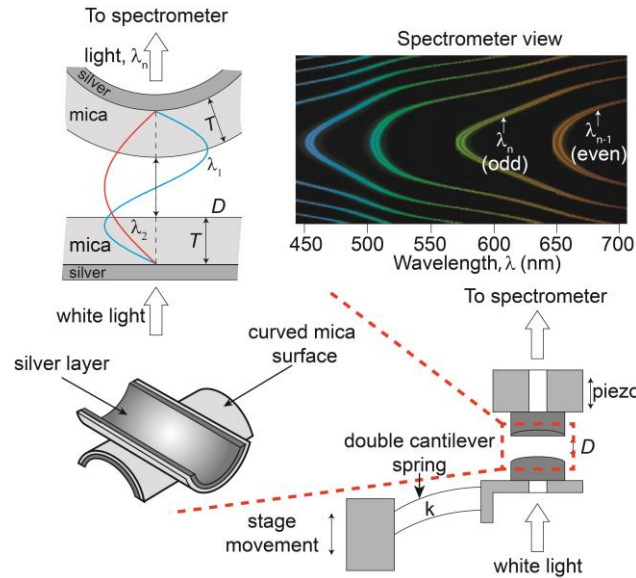 To spectrometer
light, λn
silver
mica
T
λ1
D
λ2
mica
T
silver
white light
Spectrometer view
λn
(odd)
λn-1
(even)
450 500 550 600 650 700
Wavelength, λ (nm)
To spectrometer
curved mica
surface
silver layer
piezo
double cantilever
spring
D
k
stage
movement
white light